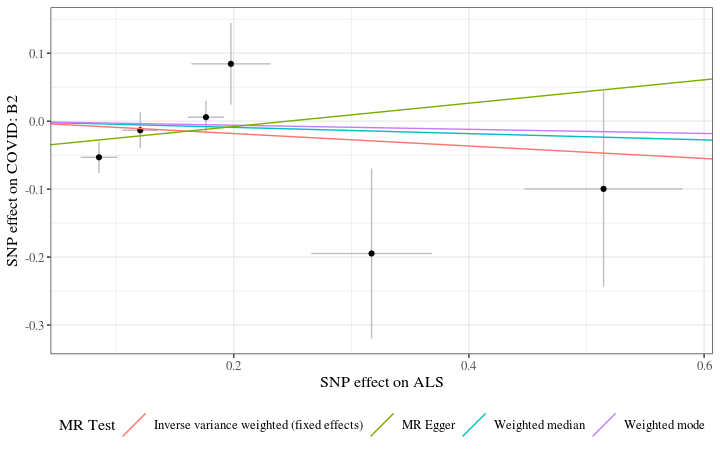 0.1
0.0
-0.1
-0.2
-0.3
SNP effect on COVID: B2
0.2
0.4
0.6
SNP effect on ALS
MR Test
Inverse variance weighted (fixed effects)
MR Egger
Weighted median
Weighted mode